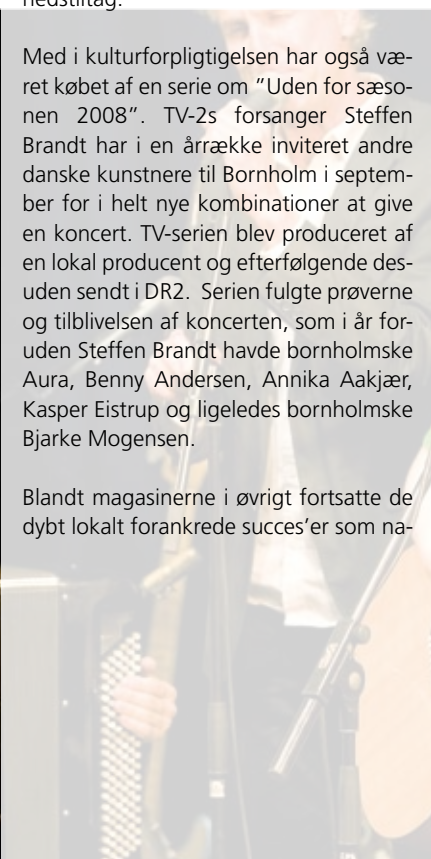 nedstiftag.
Med i kulturforpligtigelsen har også væ-
ret købet af en serie om ”Uden for sæso-
nen 2008”. TV-2s forsanger Steffen
Brandt har i en årrække inviteret andre
danske kunstnere til Bornholm i septem-
ber for i helt nye kombinationer at give
en koncert. TV-serien blev produceret af
en lokal producent og efterfølgende des-
uden sendt i DR2. Serien fulgte prøverne
og tilblivelsen af koncerten, som i år for-
uden Steffen Brandt havde bornholmske
Aura, Benny Andersen, Annika Aakjær,
Kasper Eistrup og ligeledes bornholmske
Bjarke Mogensen.
Blandt magasinerne i øvrigt fortsatte de
dybt lokalt forankrede succes’er som na-